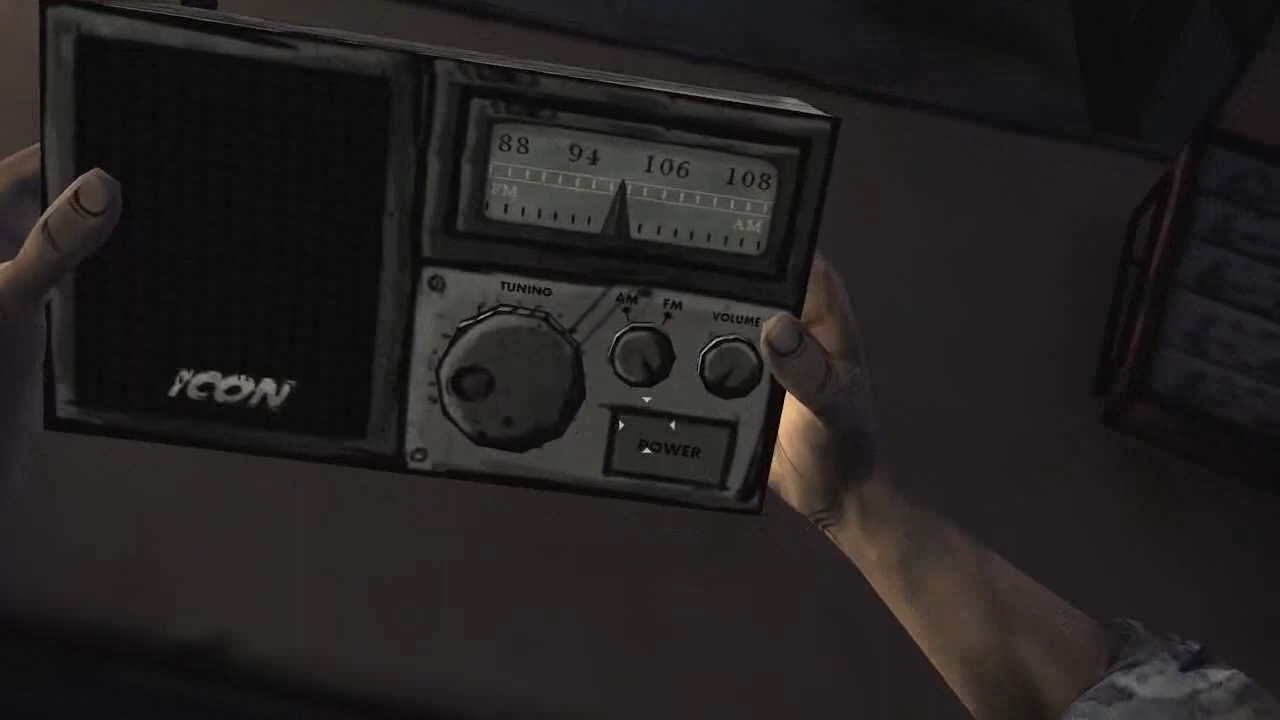 88 94 106 108
FM
AM
TUNING
AM FM
VOLUME
ICON
POWER